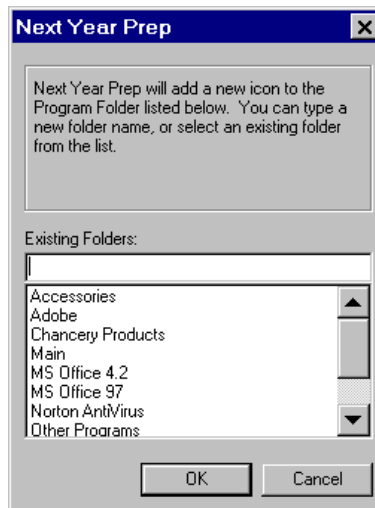 Next Year Prep
Next Year Prep will add a new icon to the
Program Folder listed below.  You can type a
new folder name, or select an existing folder
from the list.
Existing Folders:
Accessories
Adobe
Chancery Products
Main
MS Office 4.2
MS Office 97
Norton AntiVirus
Other Programs
OK
Cancel